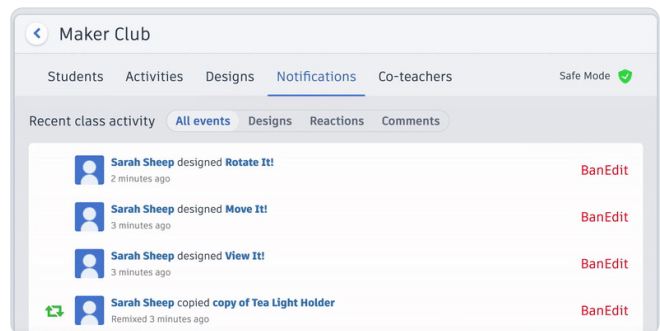 Maker Club
Students Activities Designs Notifications Co-teachers Safe Mode
Recent class activity All events Designs Reactions Comments
Sarah Sheep designed Rotate It! BanEdit
2 minutes ago
Sarah Sheep designed Move It! BanEdit
3 minutes ago
Sarah Sheep designed View It! BanEdit
3 minutes ago
Sarah Sheep copied copy of Tea Light Holder BanEdit
Remixed 3 minutes ago